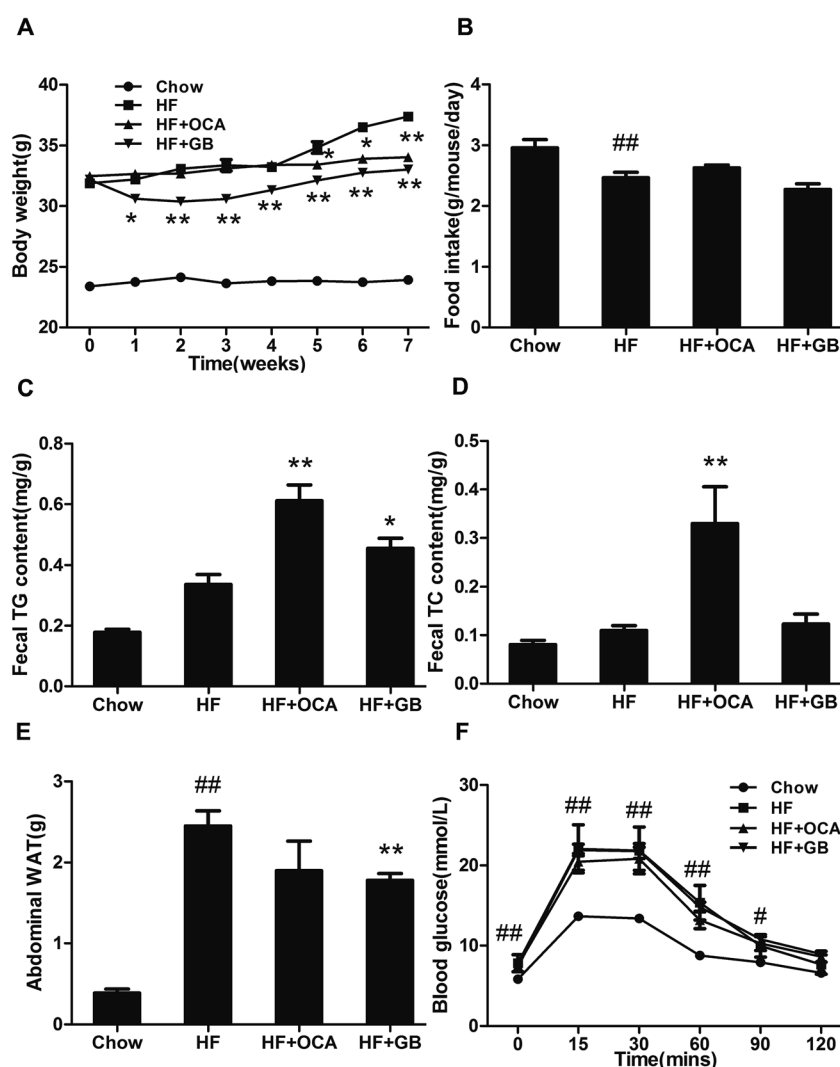 A
Body weight(g)
40
35
30
25
20
Chow
HF
HF+OCA
HF+GB
* * **
* ** ** ** ** ** **
0 1 2 3 4 5 6 7
Time(weeks)
B
Food intake(g/mouse/day)
4
3
2
1
0
##
Chow HF HF+OCA HF+GB
C
Fecal TG content(mg/g)
0.8
0.6
0.4
0.2
0.0
**
*
Chow HF HF+OCA HF+GB
D
Fecal TC content(mg/g)
0.5
0.4
0.3
0.2
0.1
0.0
**
Chow HF HF+OCA HF+GB
E
Abdominal WAT(g)
3
2
1
0
##
**
Chow HF HF+OCA HF+GB
F
Blood glucose(mmol/L)
30
20
10
0
Chow
HF
HF+OCA
HF+GB
## ## ## ## #
0 15 30 60 90 120
Time(mins)